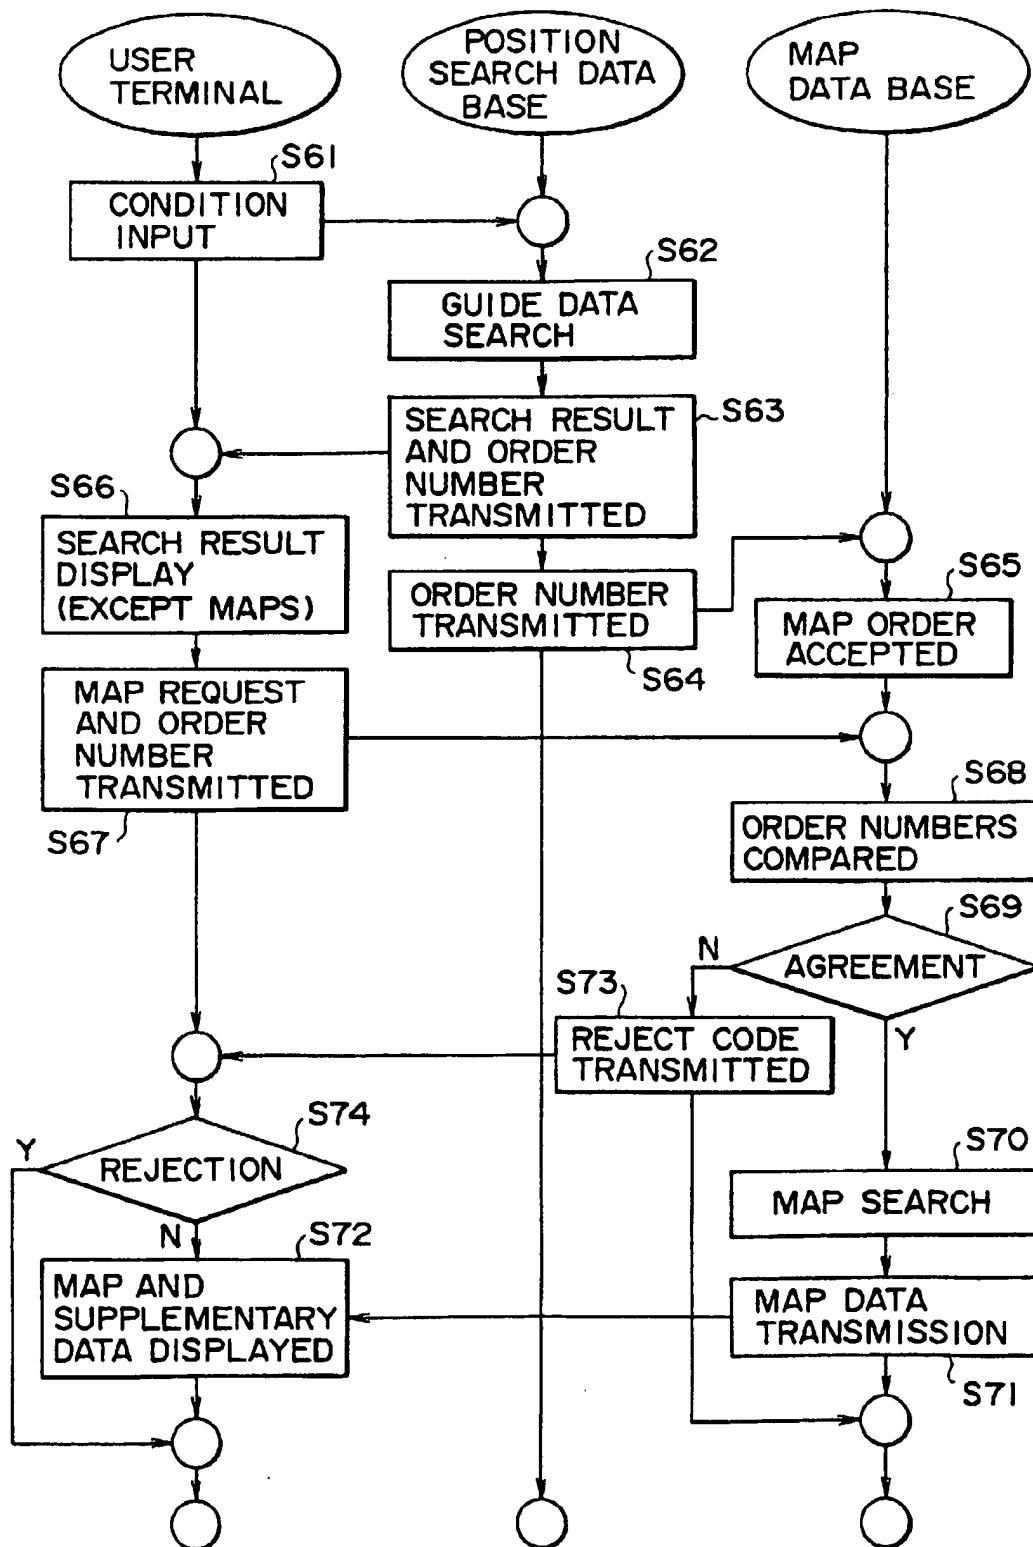 USER
TERMINAL
POSITION
SEARCH DATA
BASE
MAP
DATA BASE
S61
CONDITION
INPUT
S62
GUIDE DATA
SEARCH
S63
SEARCH RESULT
AND ORDER
NUMBER
TRANSMITTED
S66
SEARCH RESULT
DISPLAY
(EXCEPT MAPS)
ORDER NUMBER
TRANSMITTED
S64
S65
MAP ORDER
ACCEPTED
MAP REQUEST
AND ORDER
NUMBER
TRANSMITTED
S67
S68
ORDER NUMBERS
COMPARED
S69
AGREEMENT
N
Y
S73
REJECT CODE
TRANSMITTED
S74
REJECTION
Y
N
S70
MAP SEARCH
S72
MAP AND
SUPPLEMENTARY
DATA DISPLAYED
MAP DATA
TRANSMISSION
S71